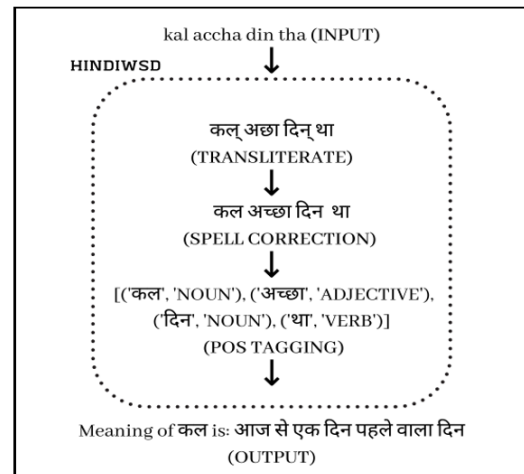 kal accha din tha (INPUT)
HINDIWSD
कल् अछा दिन् था
(TRANSLITERATE)
कल अच्छा दिन था
(SPELL CORRECTION)
[('कल', 'NOUN'), ('अच्छा', 'ADJECTIVE'),
('दिन', 'NOUN'), ('था', 'VERB')]
(POS TAGGING)
Meaning of कल is: आज से एक दिन पहले वाला दिन
(OUTPUT)